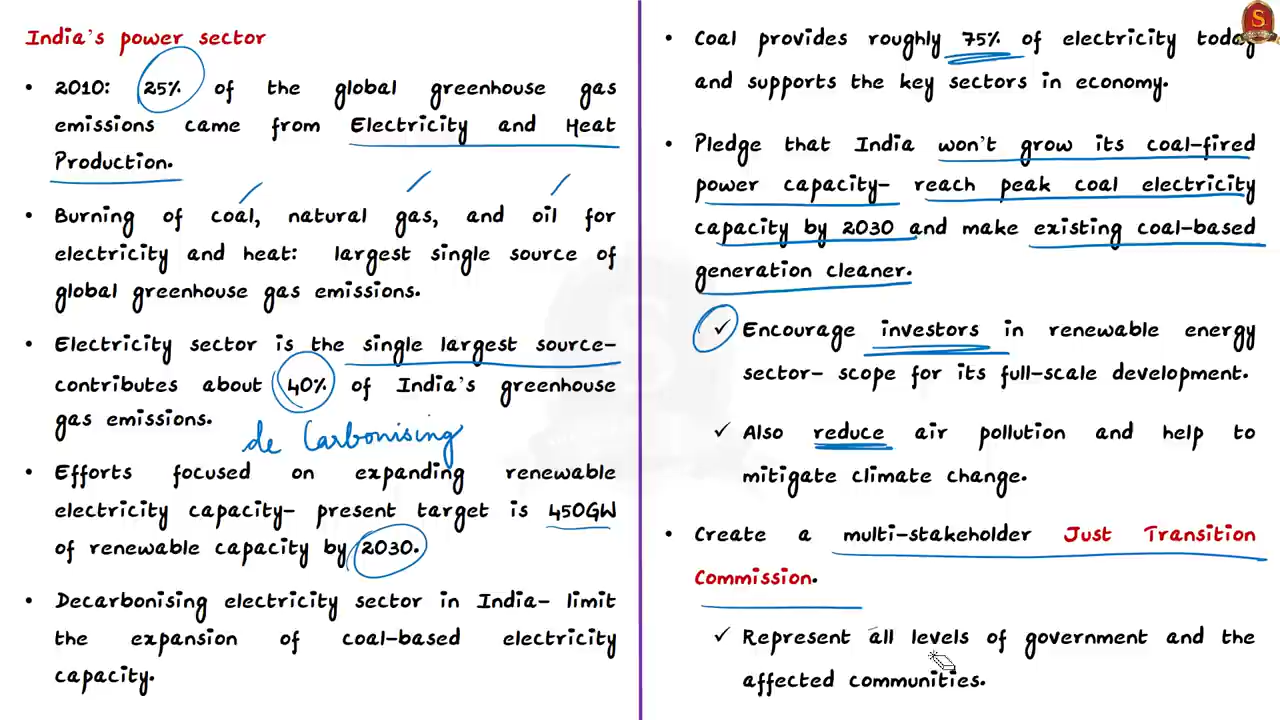 India's power sector
• 2010: 25% of the global greenhouse gas
emissions came from Electricity and Heat
Production.
• Burning of coal, natural gas, and oil for
electricity and heat: largest single source of
global greenhouse gas emissions.
• Electricity sector is the single largest source-
contributes about 40% of India's greenhouse
gas emissions.
de Carbonising
• Efforts focused on expanding renewable
electricity capacity- present target is 450GW
of renewable capacity by 2030.
• Decarbonising electricity sector in India- limit
the expansion of coal-based electricity
capacity.
• Coal provides roughly 75% of electricity today
and supports the key sectors in economy.
• Pledge that India won't grow its coal-fired
power capacity- reach peak coal electricity
capacity by 2030 and make existing coal-based
generation cleaner.
✓ Encourage investors in renewable energy
sector- scope for its full-scale development.
✓ Also reduce air pollution and help to
mitigate climate change.
• Create a multi-stakeholder Just Transition
Commission.
✓ Represent all levels of government and the
affected communities.
S